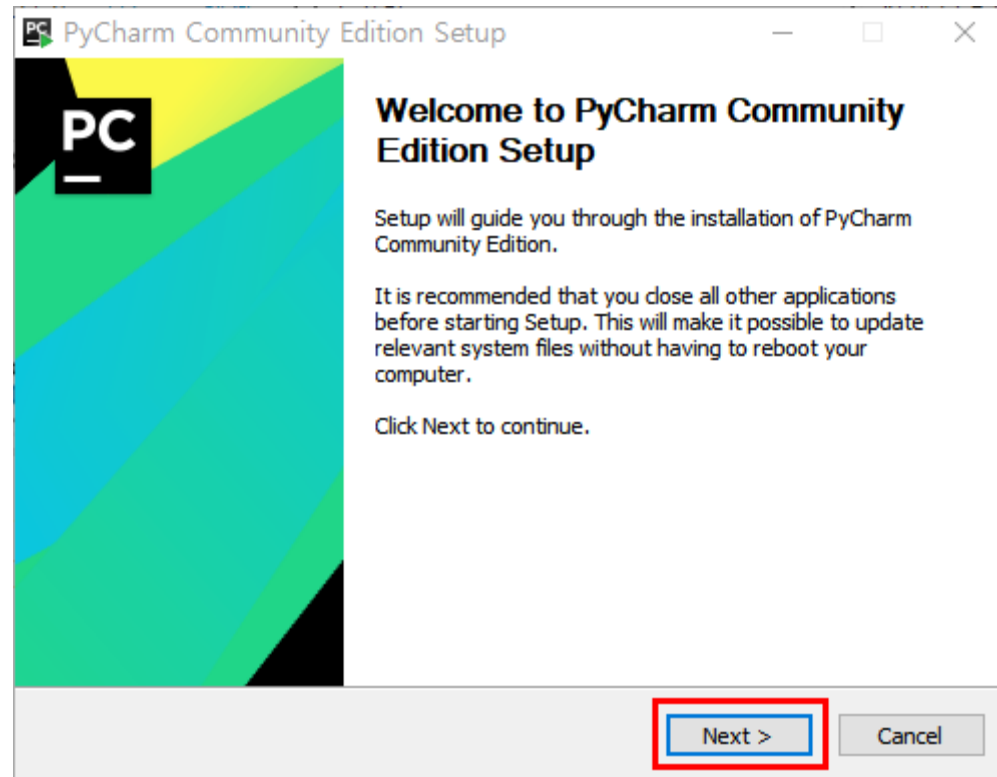 PC PyCharm Community Edition Setup
PC
Welcome to PyCharm Community
Edition Setup
Setup will guide you through the installation of PyCharm
Community Edition.
It is recommended that you close all other applications
before starting Setup. This will make it possible to update
relevant system files without having to reboot your
computer.
Click Next to continue.
Next >
Cancel